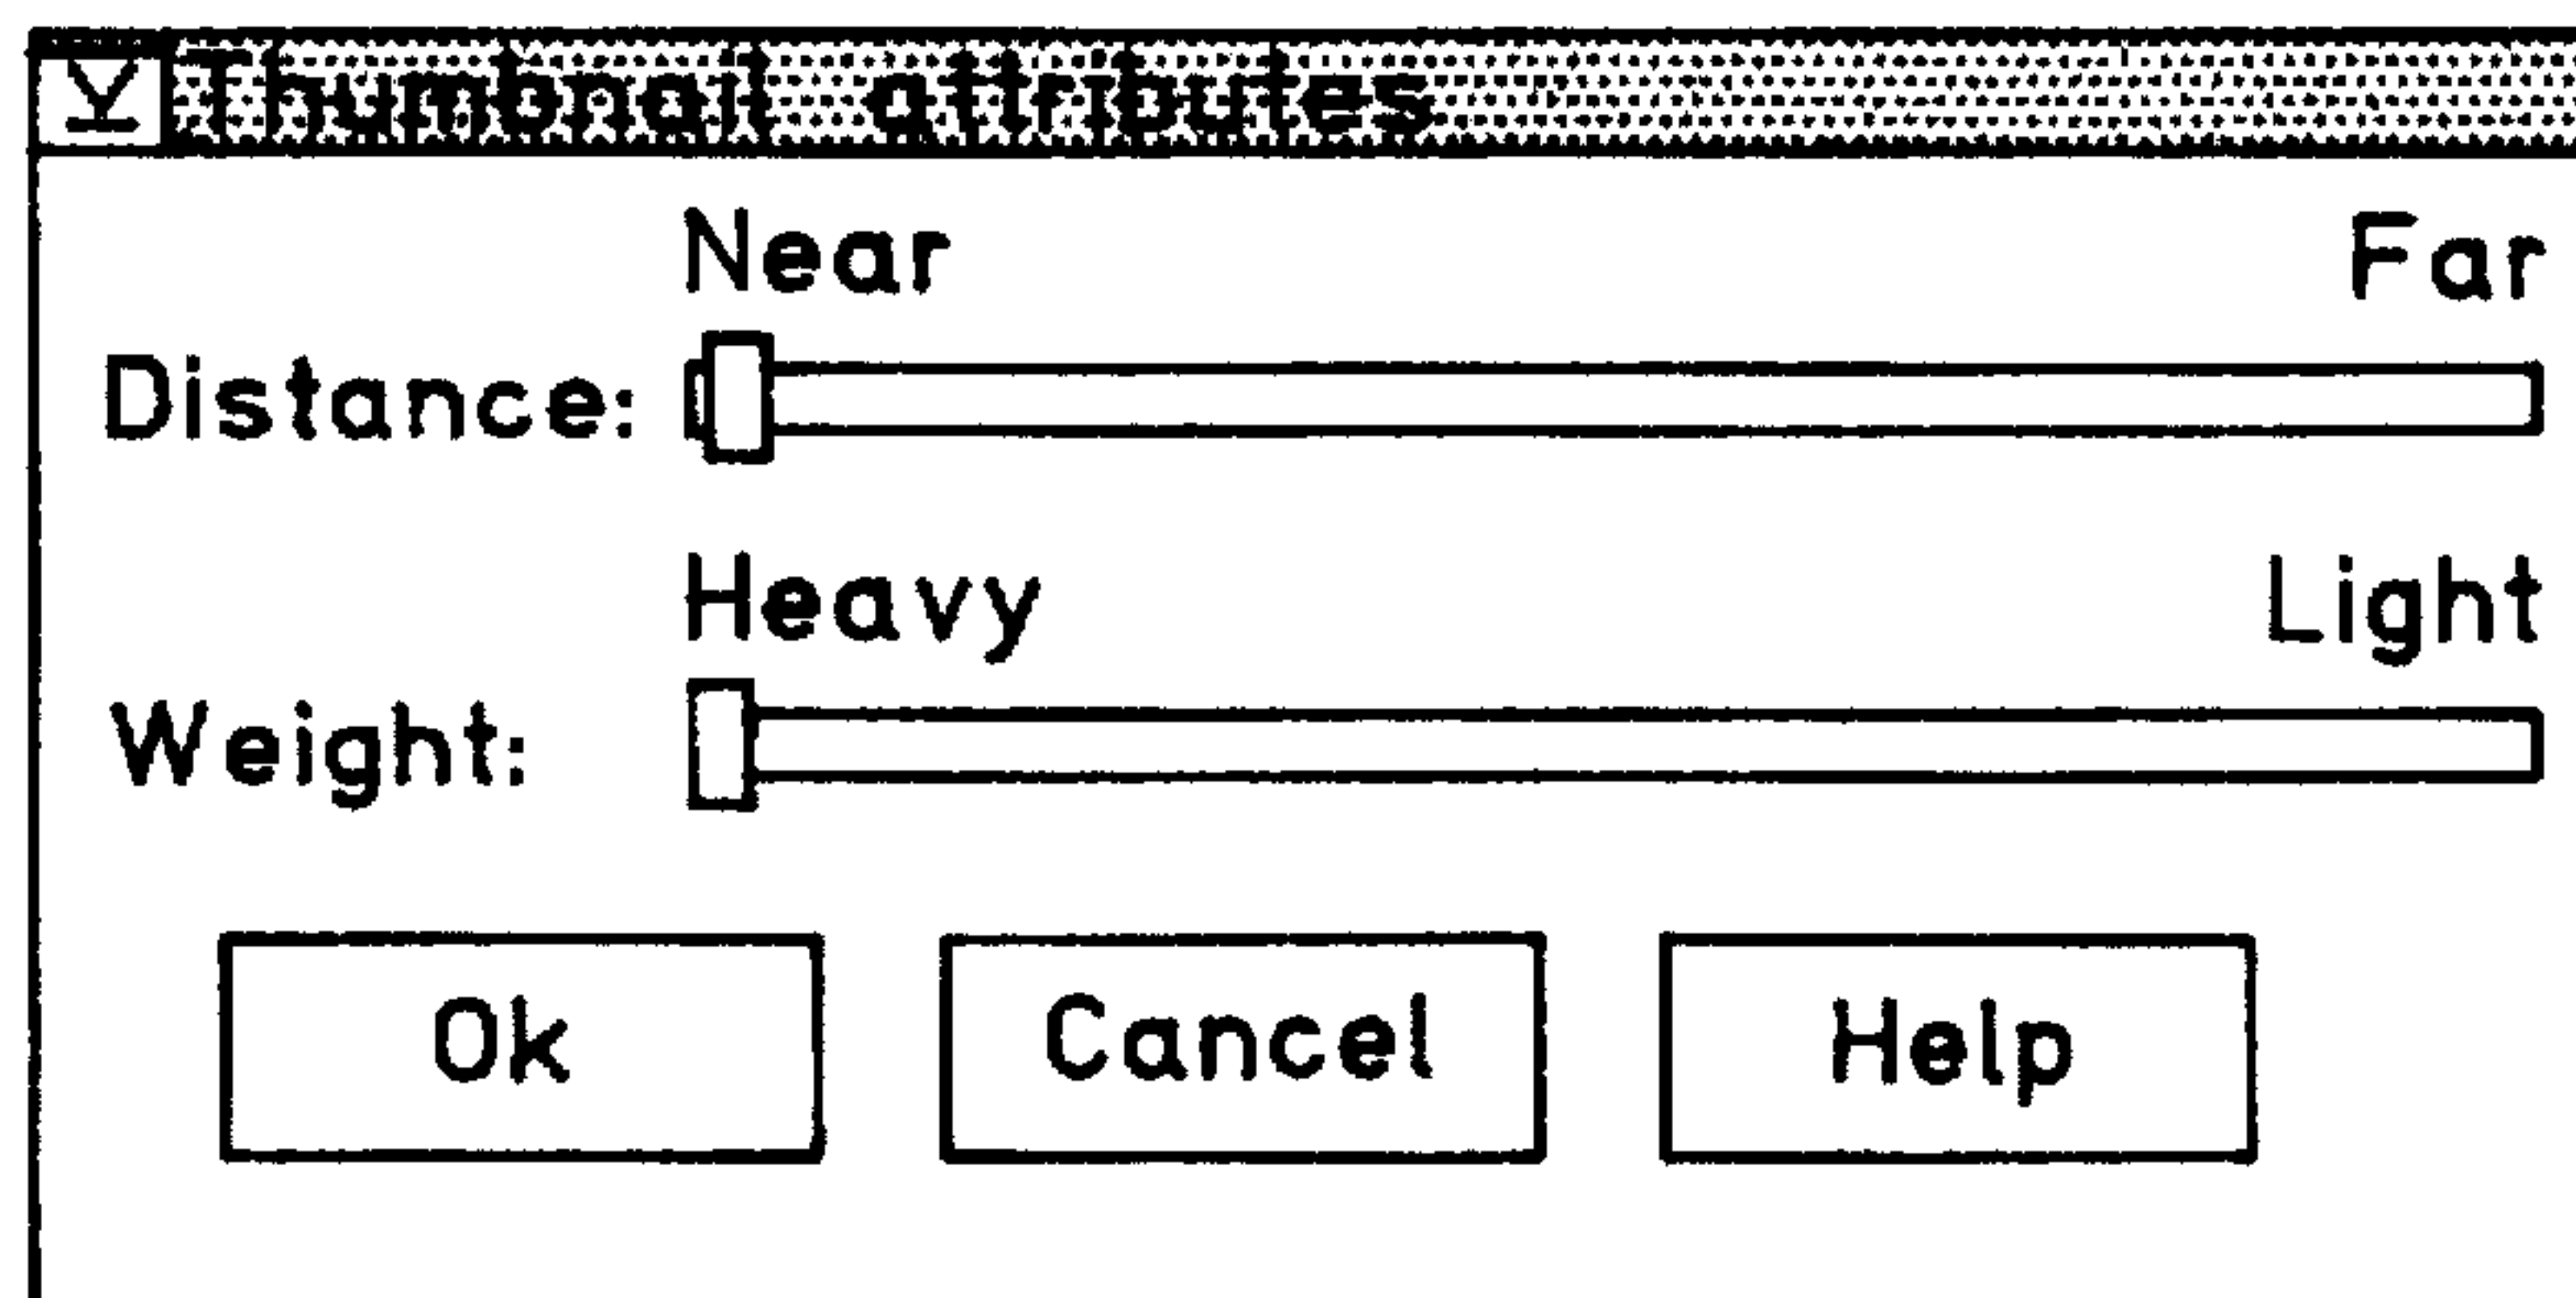 Thumbnail attributes
Near Far
Distance:
Heavy Light
Weight:
Ok Cancel Help